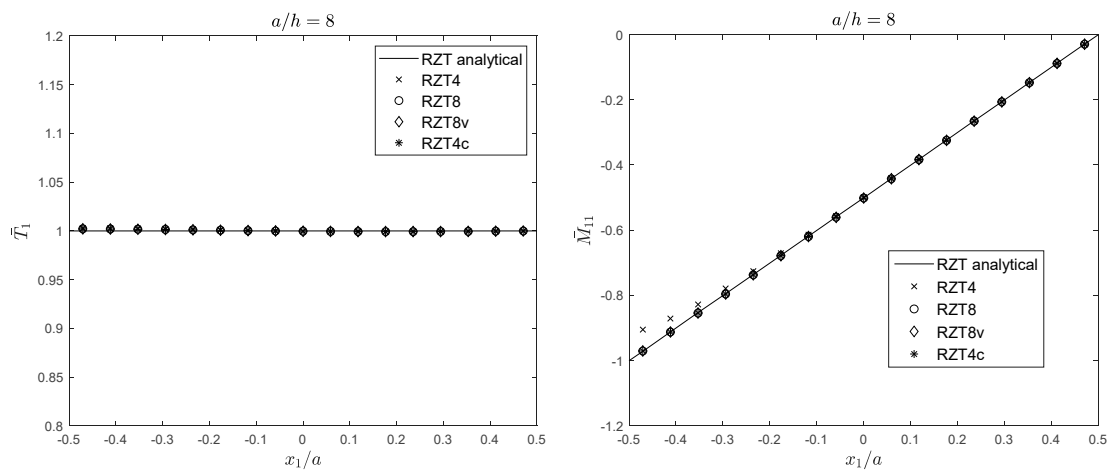 a/h = 8
1.2
1.15
1.1
1.05
1
0.95
0.9
0.85
0.8
T̄₁
RZT analytical
RZT4
RZT8
RZT8v
RZT4c
-0.5 -0.4 -0.3 -0.2 -0.1 0 0.1 0.2 0.3 0.4 0.5
x₁/a
a/h = 8
0
-0.2
-0.4
-0.6
-0.8
-1
-1.2
M̄₁₁
RZT analytical
RZT4
RZT8
RZT8v
RZT4c
-0.5 -0.4 -0.3 -0.2 -0.1 0 0.1 0.2 0.3 0.4 0.5
x₁/a